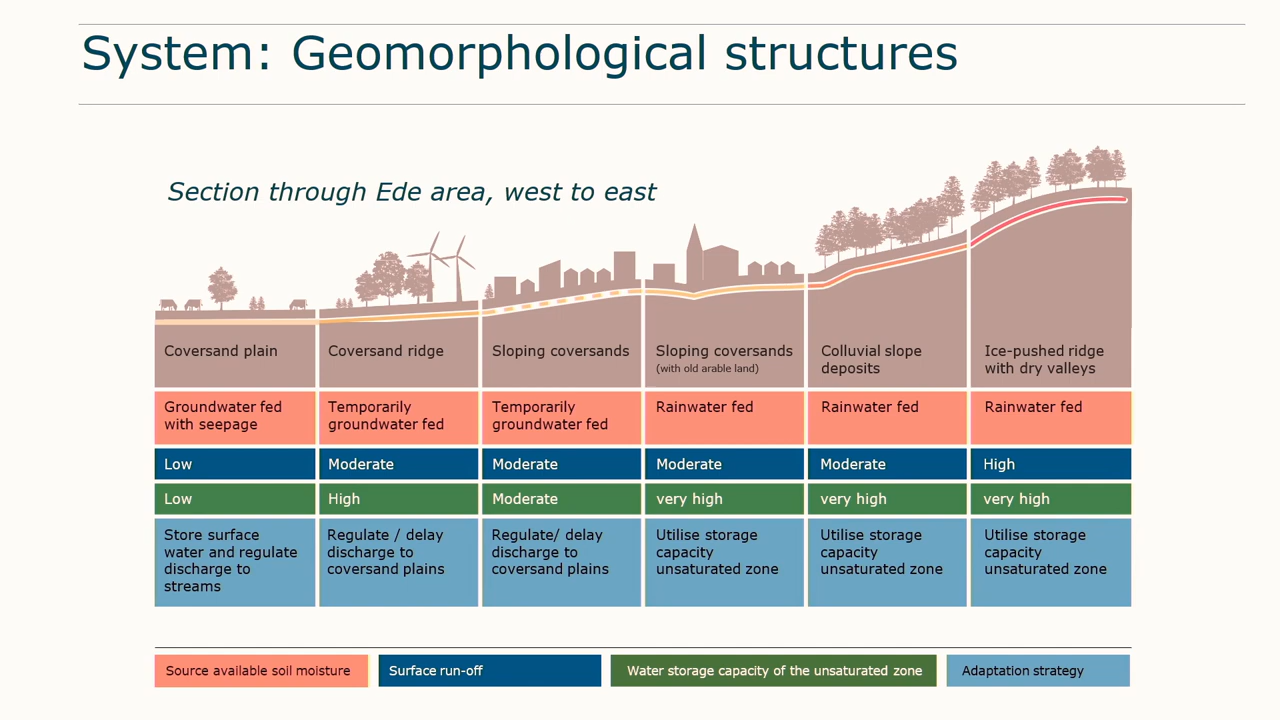 System: Geomorphological structures
Section through Ede area, west to east
Coversand plain
Coversand ridge
Sloping coversands
Sloping coversands
(with old arable land)
Colluvial slope
deposits
Ice-pushed ridge
with dry valleys
Groundwater fed
with seepage
Temporarily
groundwater fed
Temporarily
groundwater fed
Rainwater fed
Rainwater fed
Rainwater fed
Low
Moderate
Moderate
Moderate
Moderate
High
Low
High
Moderate
very high
very high
very high
Store surface
water and regulate
discharge to
streams
Regulate / delay
discharge to
coversand plains
Regulate/ delay
discharge to
coversand plains
Utilise storage
capacity
unsaturated zone
Utilise storage
capacity
unsaturated zone
Utilise storage
capacity
unsaturated zone
Source available soil moisture
Surface run-off
Water storage capacity of the unsaturated zone
Adaptation strategy